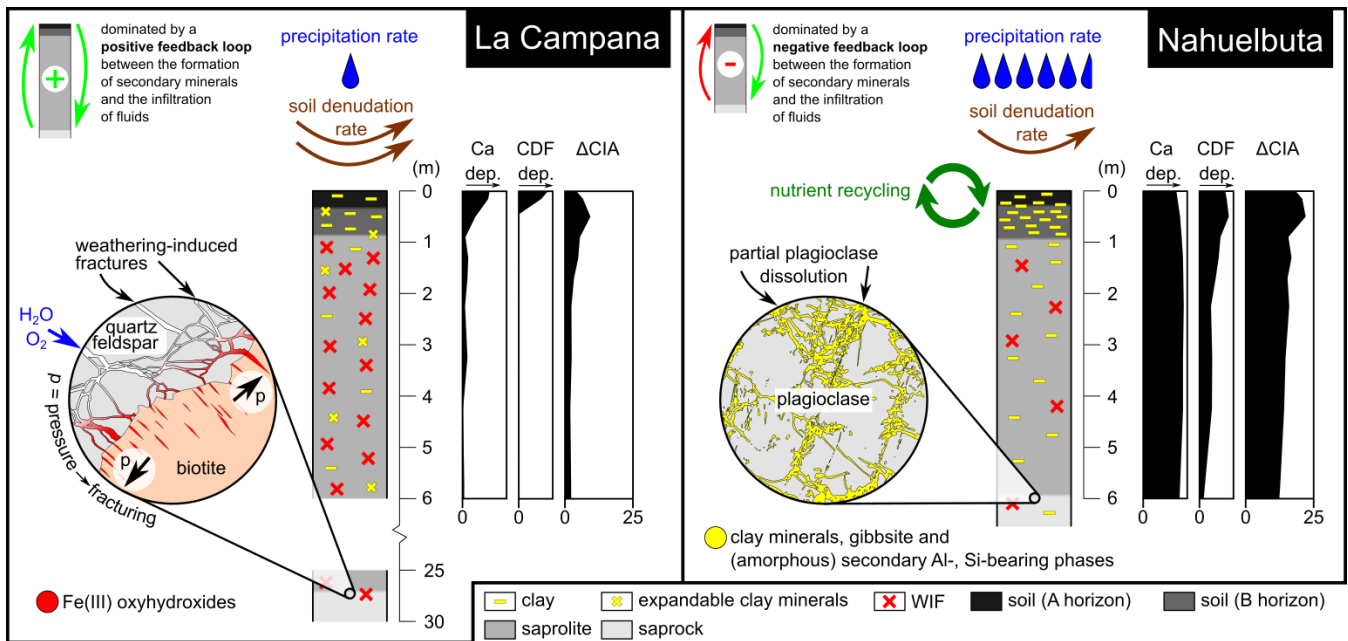 dominated by a
positive feedback loop
between the formation
of secondary minerals
and the infiltration
of fluids
+
La Campana
precipitation rate
soil denudation
rate
(m)
Ca
dep.
CDF
dep.
ΔCIA
0
1
2
3
4
5
6
25
30
0
0
0
25
weathering-induced
fractures
H2O
O2
quartz
feldspar
p
p
biotite
p = pressure → fracturing
Fe(III) oxyhydroxides
dominated by a
negative feedback loop
between the formation
of secondary minerals
and the infiltration
of fluids
-
Nahuelbuta
precipitation rate
soil denudation
rate
nutrient recycling
(m)
Ca
dep.
CDF
dep.
ΔCIA
0
1
2
3
4
5
6
0
0
0
25
partial plagioclase
dissolution
plagioclase
clay minerals, gibbsite and
(amorphous) secondary Al-, Si-bearing phases
clay
expandable clay minerals
WIF
soil (A horizon)
soil (B horizon)
saprolite
saprock